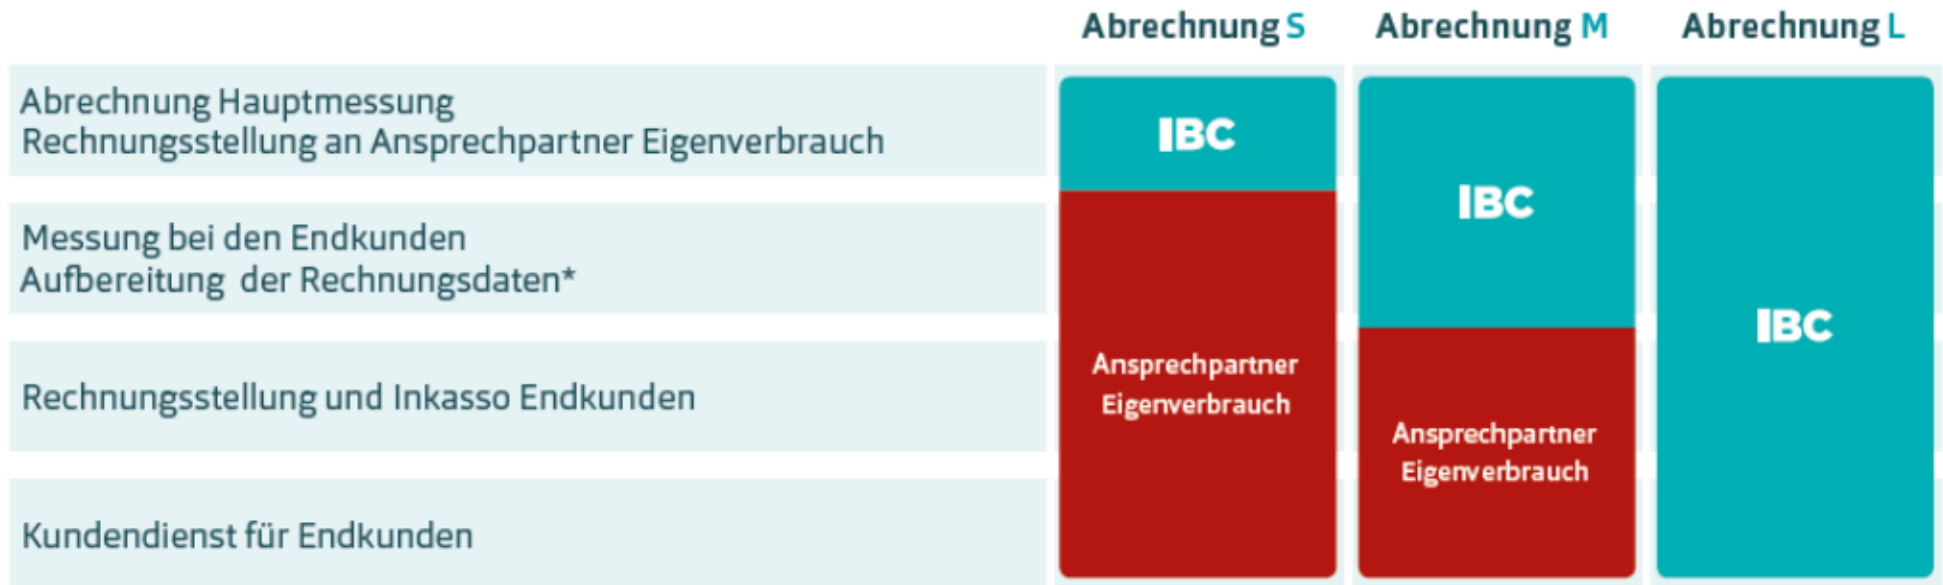 Abrechnung S
Abrechnung M
Abrechnung L
Abrechnung Hauptmessung
Rechnungsstellung an Ansprechpartner Eigenverbrauch
IBC
IBC
IBC
Messung bei den Endkunden
Aufbereitung der Rechnungsdaten*
Rechnungsstellung und Inkasso Endkunden
Ansprechpartner
Eigenverbrauch
Ansprechpartner
Eigenverbrauch
Kundendienst für Endkunden